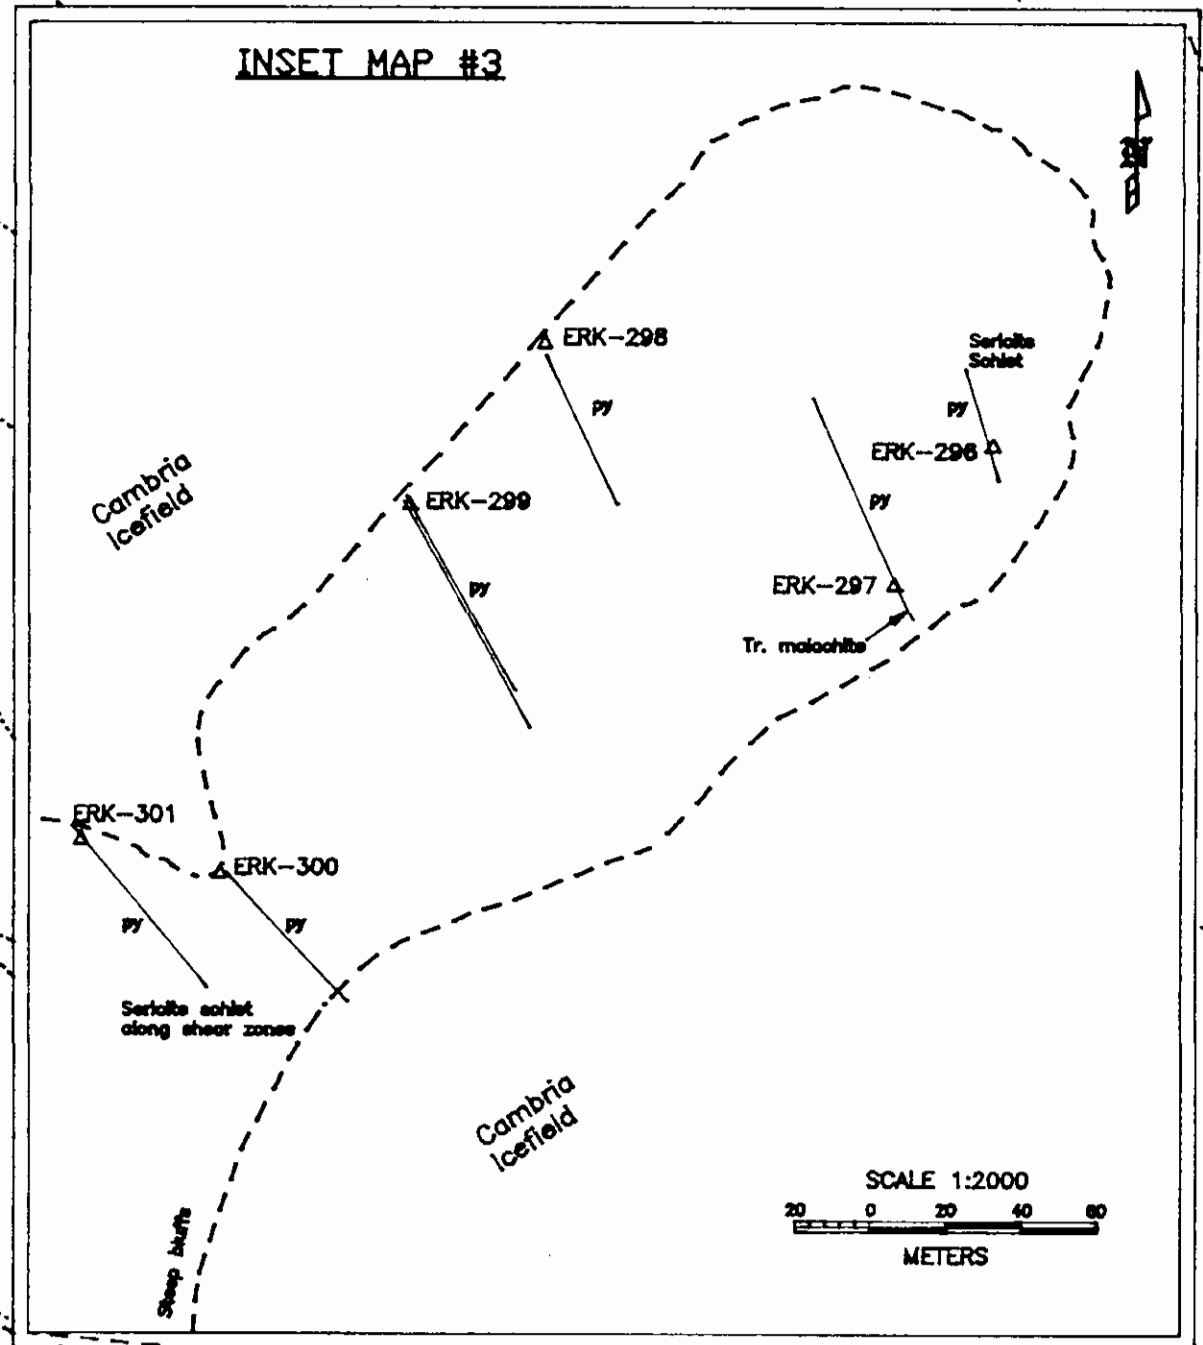 INSET MAP #3
ERK-298
Sericite
Schist
py
py
ERK-296
Cambria
Icefield
ERK-299
py
py
ERK-297
Tr. malachite
ERK-301
ERK-300
py
py
Sericite schist
along shear zones
Cambria
Icefield
SCALE 1:2000
20 0 20 40 60
METERS
Steep bluffs